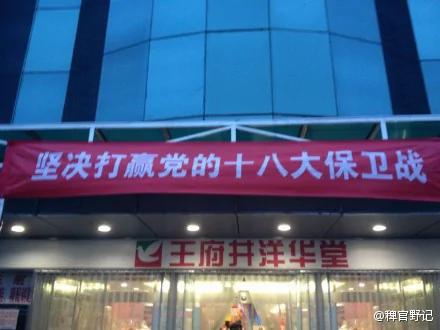 坚决打赢党的十八大保卫战
王府井洋华堂
@稗官野记